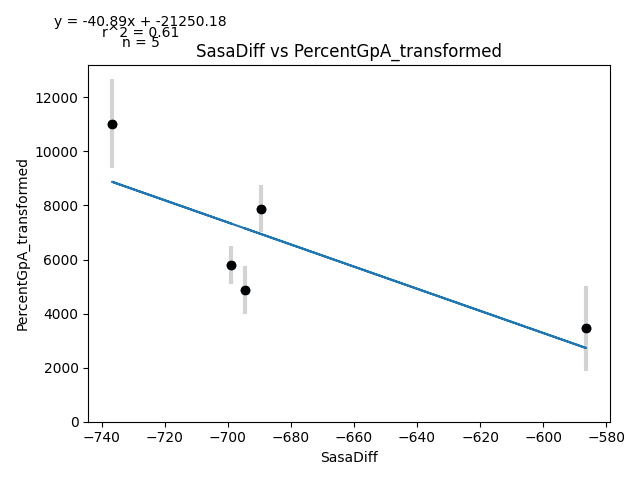 y = -40.89x + -21250.18
r^2 = 0.61
n = 5
SasaDiff vs PercentGpA_transformed
12000
10000
8000
6000
4000
2000
0
PercentGpA_transformed
−740 −720 −700 −680 −660 −640 −620 −600 −580
SasaDiff